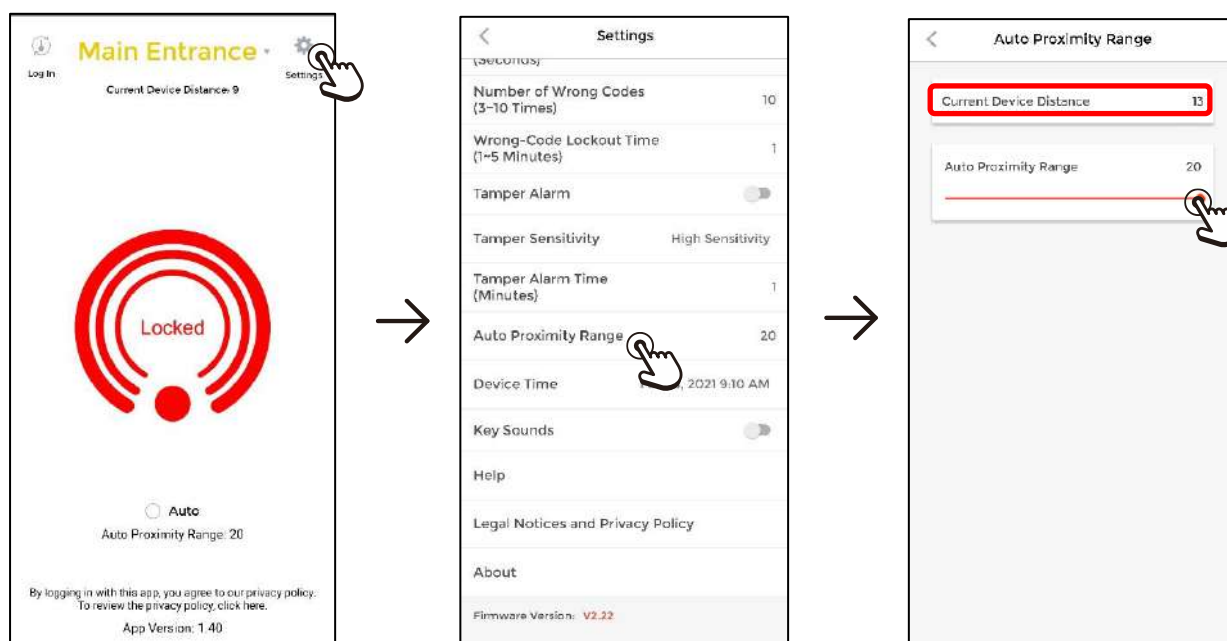 Main Entrance
Log In
Settings
Current Device Distance: 9
Locked
Auto
Auto Proximity Range: 20
By logging in with this app, you agree to our privacy policy.
To review the privacy policy, click here.
App Version: 1.40
Settings
(Seconds)
Number of Wrong Codes
(3-10 Times)
10
Wrong-Code Lockout Time
(1~5 Minutes)
1
Tamper Alarm
Tamper Sensitivity
High Sensitivity
Tamper Alarm Time
(Minutes)
1
Auto Proximity Range
20
Device Time
, 2021 9:10 AM
Key Sounds
Help
Legal Notices and Privacy Policy
About
Firmware Version: V2.22
Auto Proximity Range
Current Device Distance
13
Auto Proximity Range
20